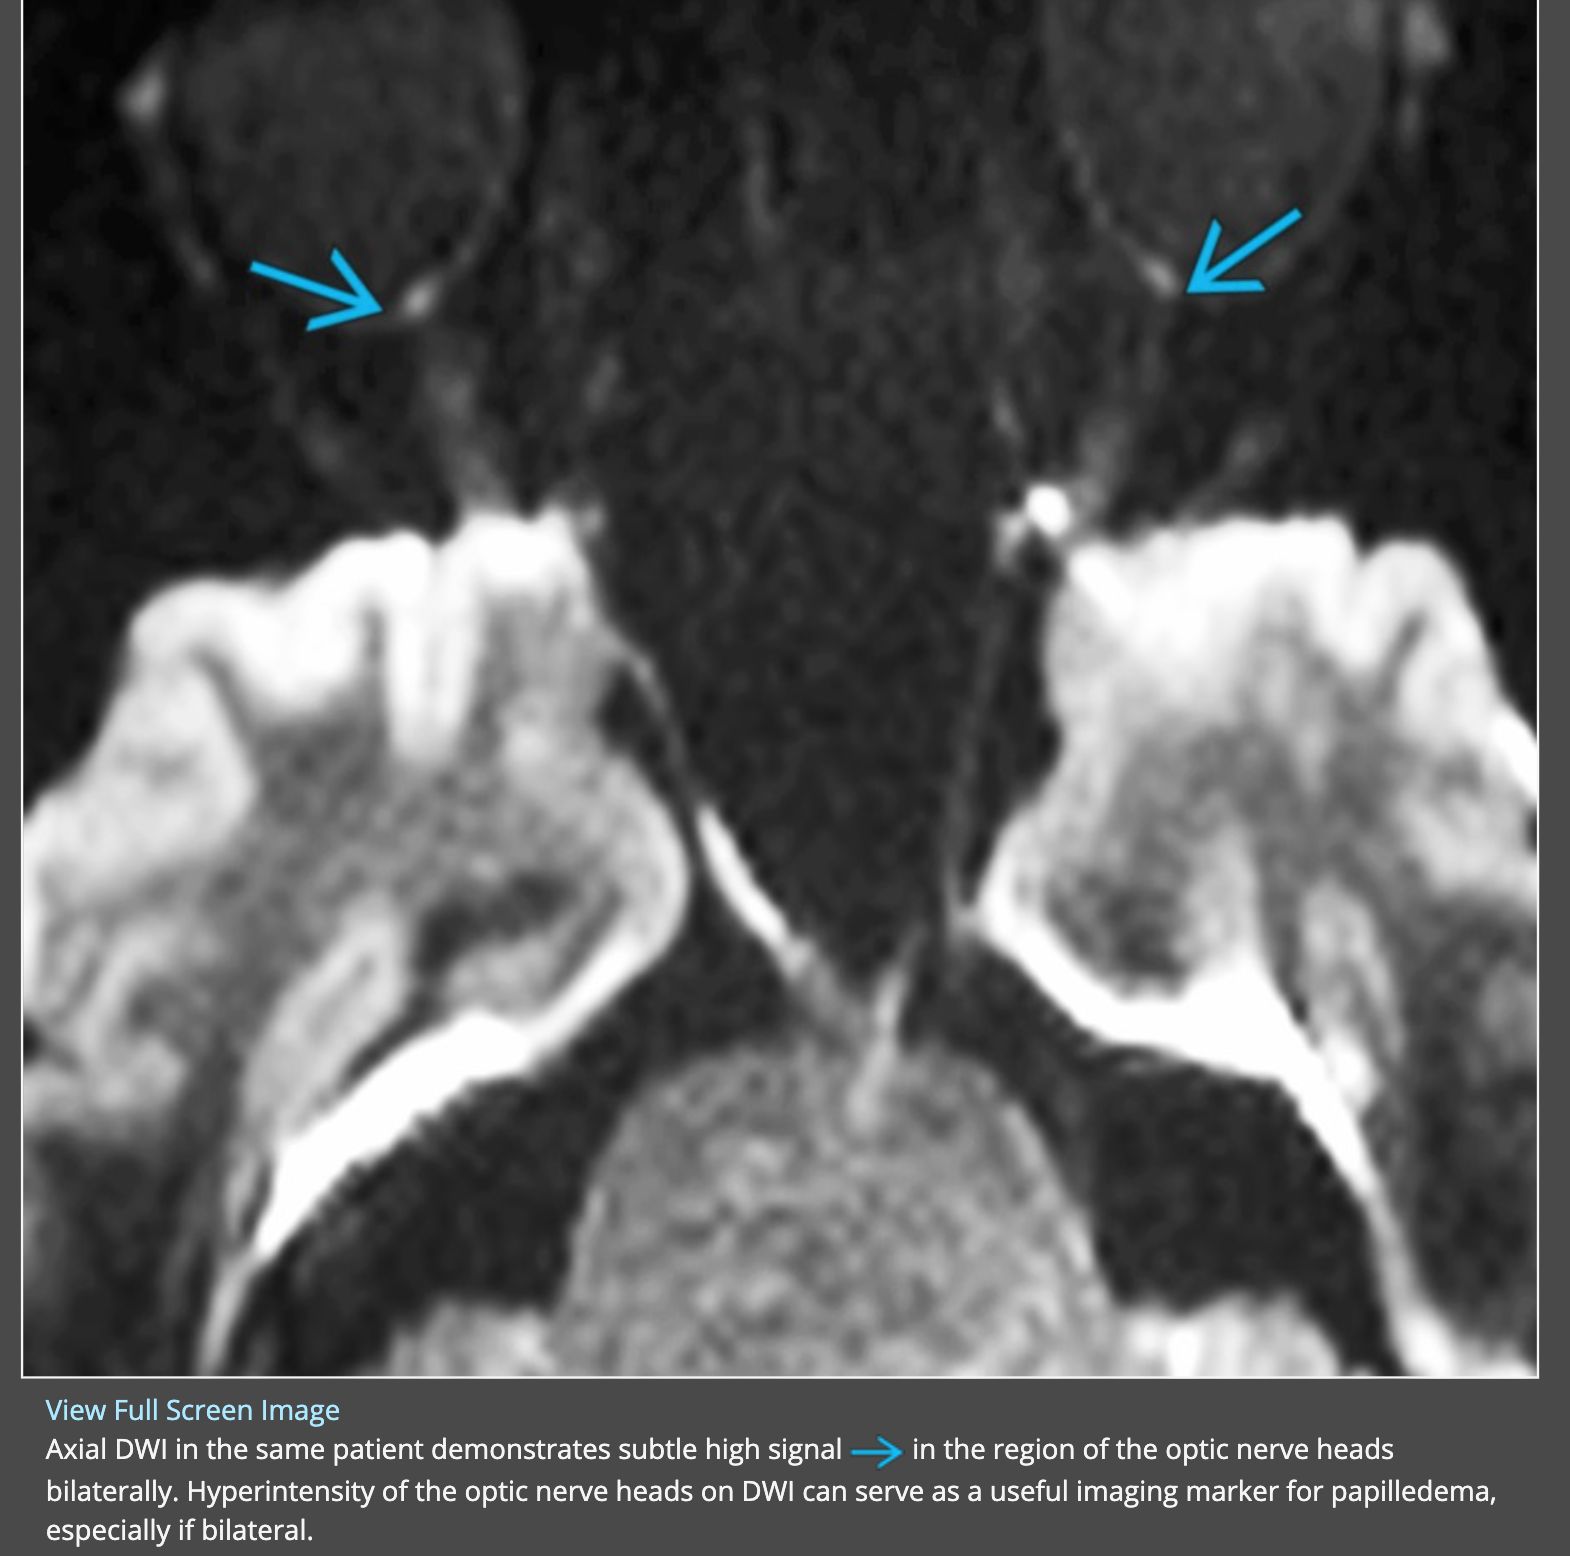 View Full Screen Image
Axial DWI in the same patient demonstrates subtle high signal → in the region of the optic nerve heads
bilaterally. Hyperintensity of the optic nerve heads on DWI can serve as a useful imaging marker for papilledema,
especially if bilateral.